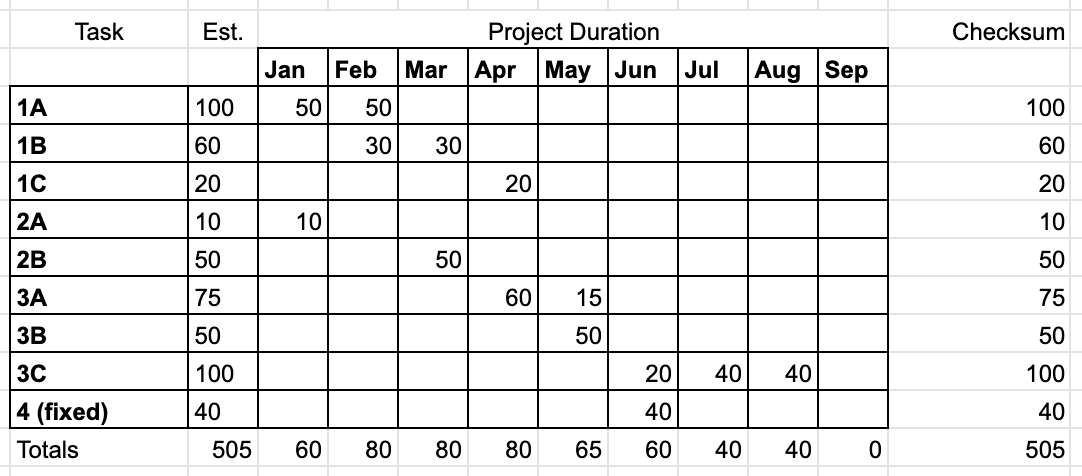 Task Est. Project Duration Checksum
Jan Feb Mar Apr May Jun Jul Aug Sep
1A 100 50 50 100
1B 60 30 30 60
1C 20 20 20
2A 10 10 10
2B 50 50 50
3A 75 60 15 75
3B 50 50 50
3C 100 20 40 40 100
4 (fixed) 40 40 40
Totals 505 60 80 80 80 65 60 40 40 0 505